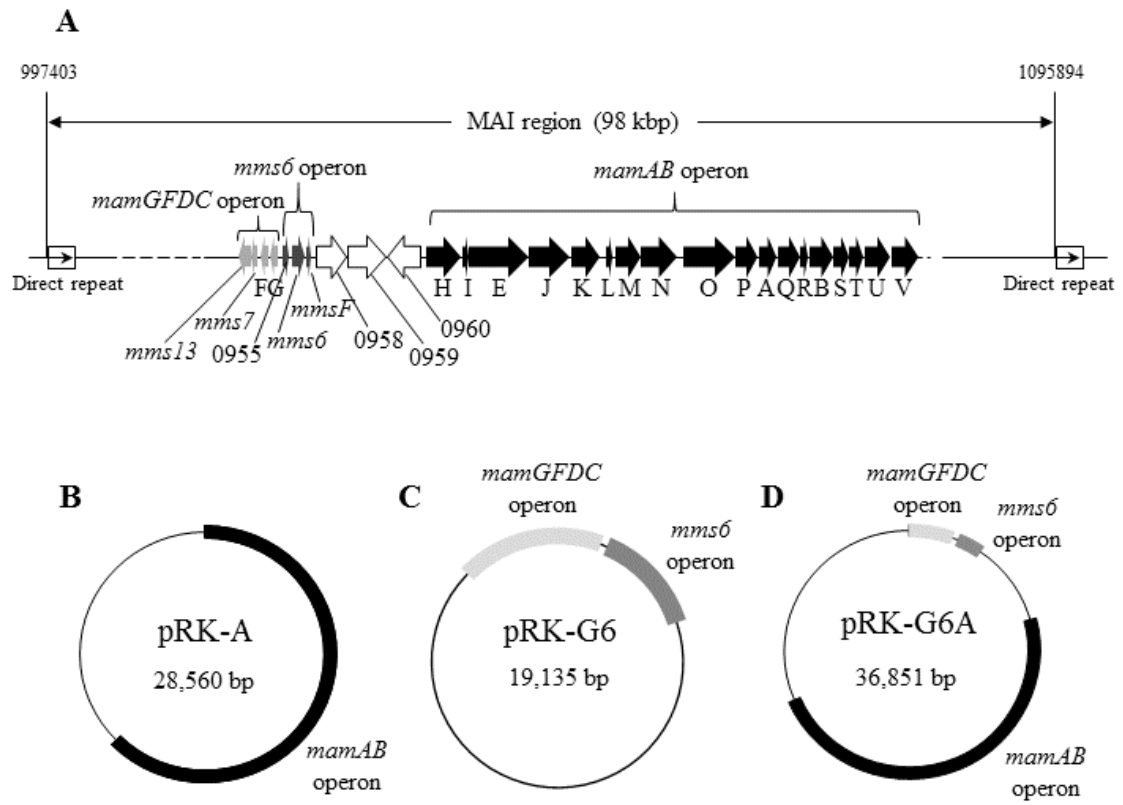 A
997403
1095894
MAI region (98 kbp)
mms6 operon
mamAB operon
mamGFDC operon
Direct repeat
Direct repeat
FG
H I E J K L M N O P A Q R B S T U V
mms13
mms7
0955
mms6
mmsF
0958
0959
0960
B
pRK-A
28,560 bp
mamAB
operon
C
mamGFDC
operon
mms6
operon
pRK-G6
19,135 bp
D
mamGFDC
operon
mms6
operon
pRK-G6A
36,851 bp
mamAB
operon